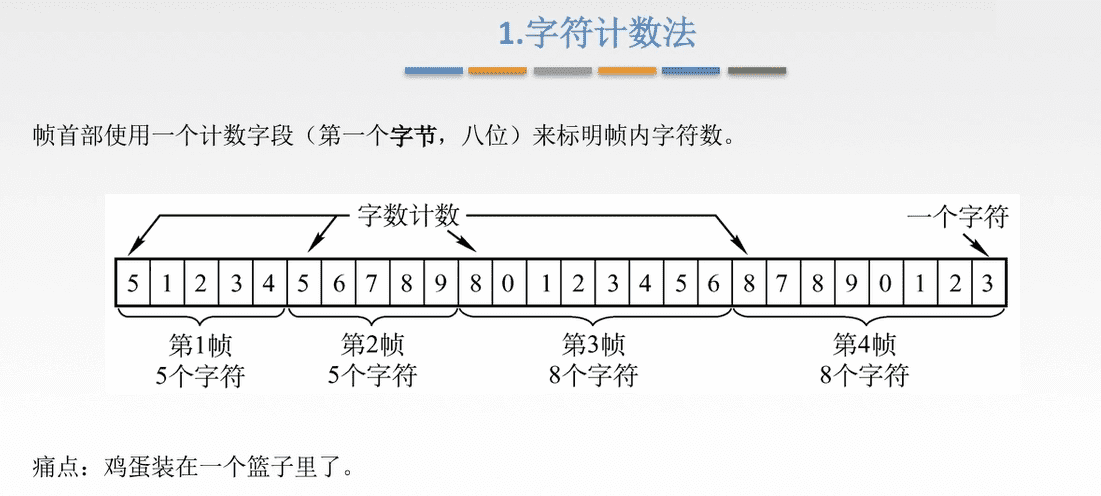 1.字符计数法
帧首部使用一个计数字段（第一个字节，八位）来标明帧内字符数。
字数计数
一个字符
5 1 2 3 4 5 6 7 8 9 8 0 1 2 3 4 5 6 8 7 8 9 0 1 2 3
第1帧 第2帧 第3帧 第4帧
5个字符 5个字符 8个字符 8个字符
痛点：鸡蛋装在一个篮子里了。